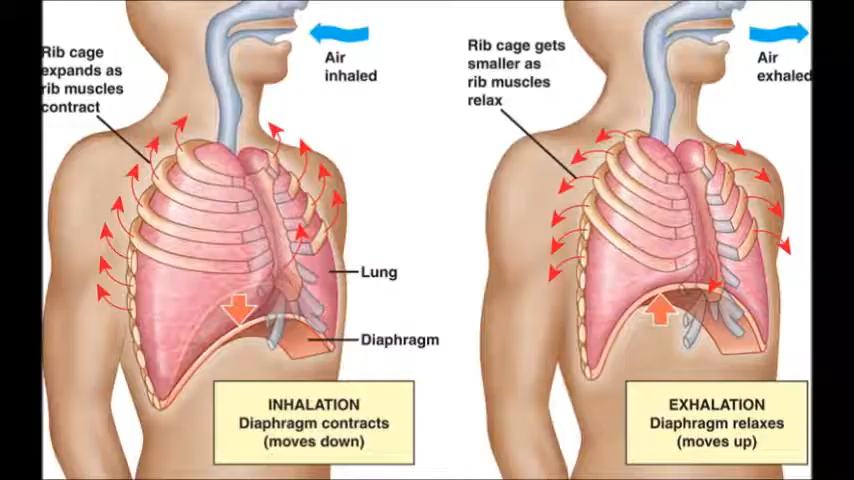 Rib cage
expands as
rib muscles
contract
Air
inhaled
Lung
Diaphragm
INHALATION
Diaphragm contracts
(moves down)
Rib cage gets
smaller as
rib muscles
relax
Air
exhaled
EXHALATION
Diaphragm relaxes
(moves up)